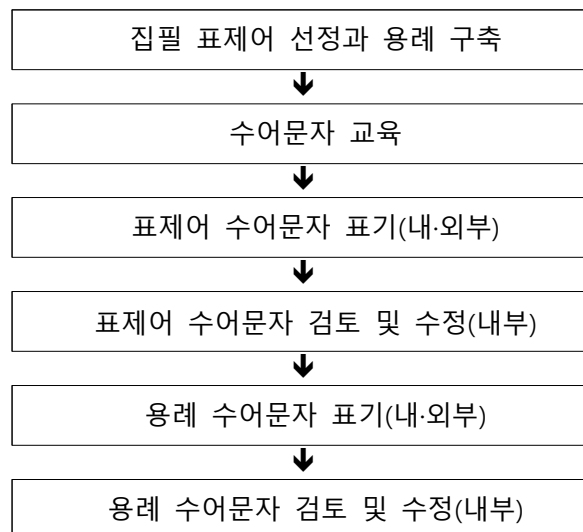 집필 표제어 선정과 용례 구축
수어문자 교육
표제어 수어문자 표기(내·외부)
표제어 수어문자 검토 및 수정(내부)
용례 수어문자 표기(내·외부)
용례 수어문자 검토 및 수정(내부)